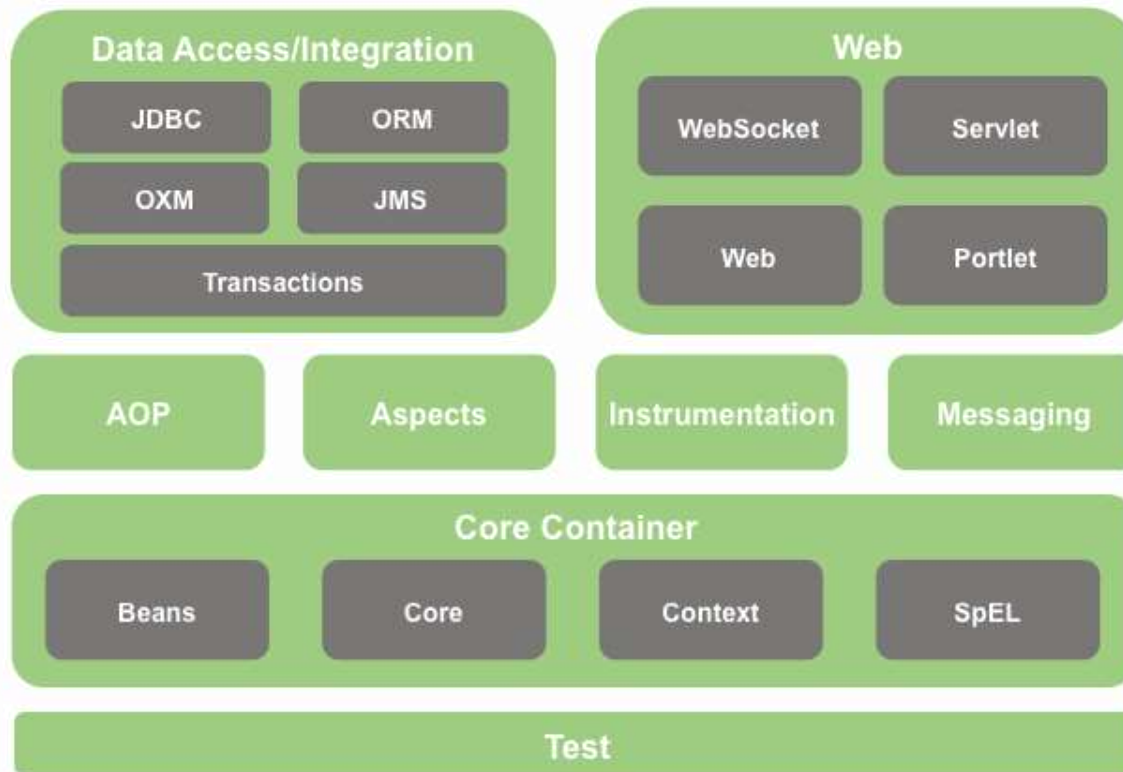 Data Access/Integration
JDBC
ORM
OXM
JMS
Transactions
Web
WebSocket
Servlet
Web
Portlet
AOP
Aspects
Instrumentation
Messaging
Core Container
Beans
Core
Context
SpEL
Test